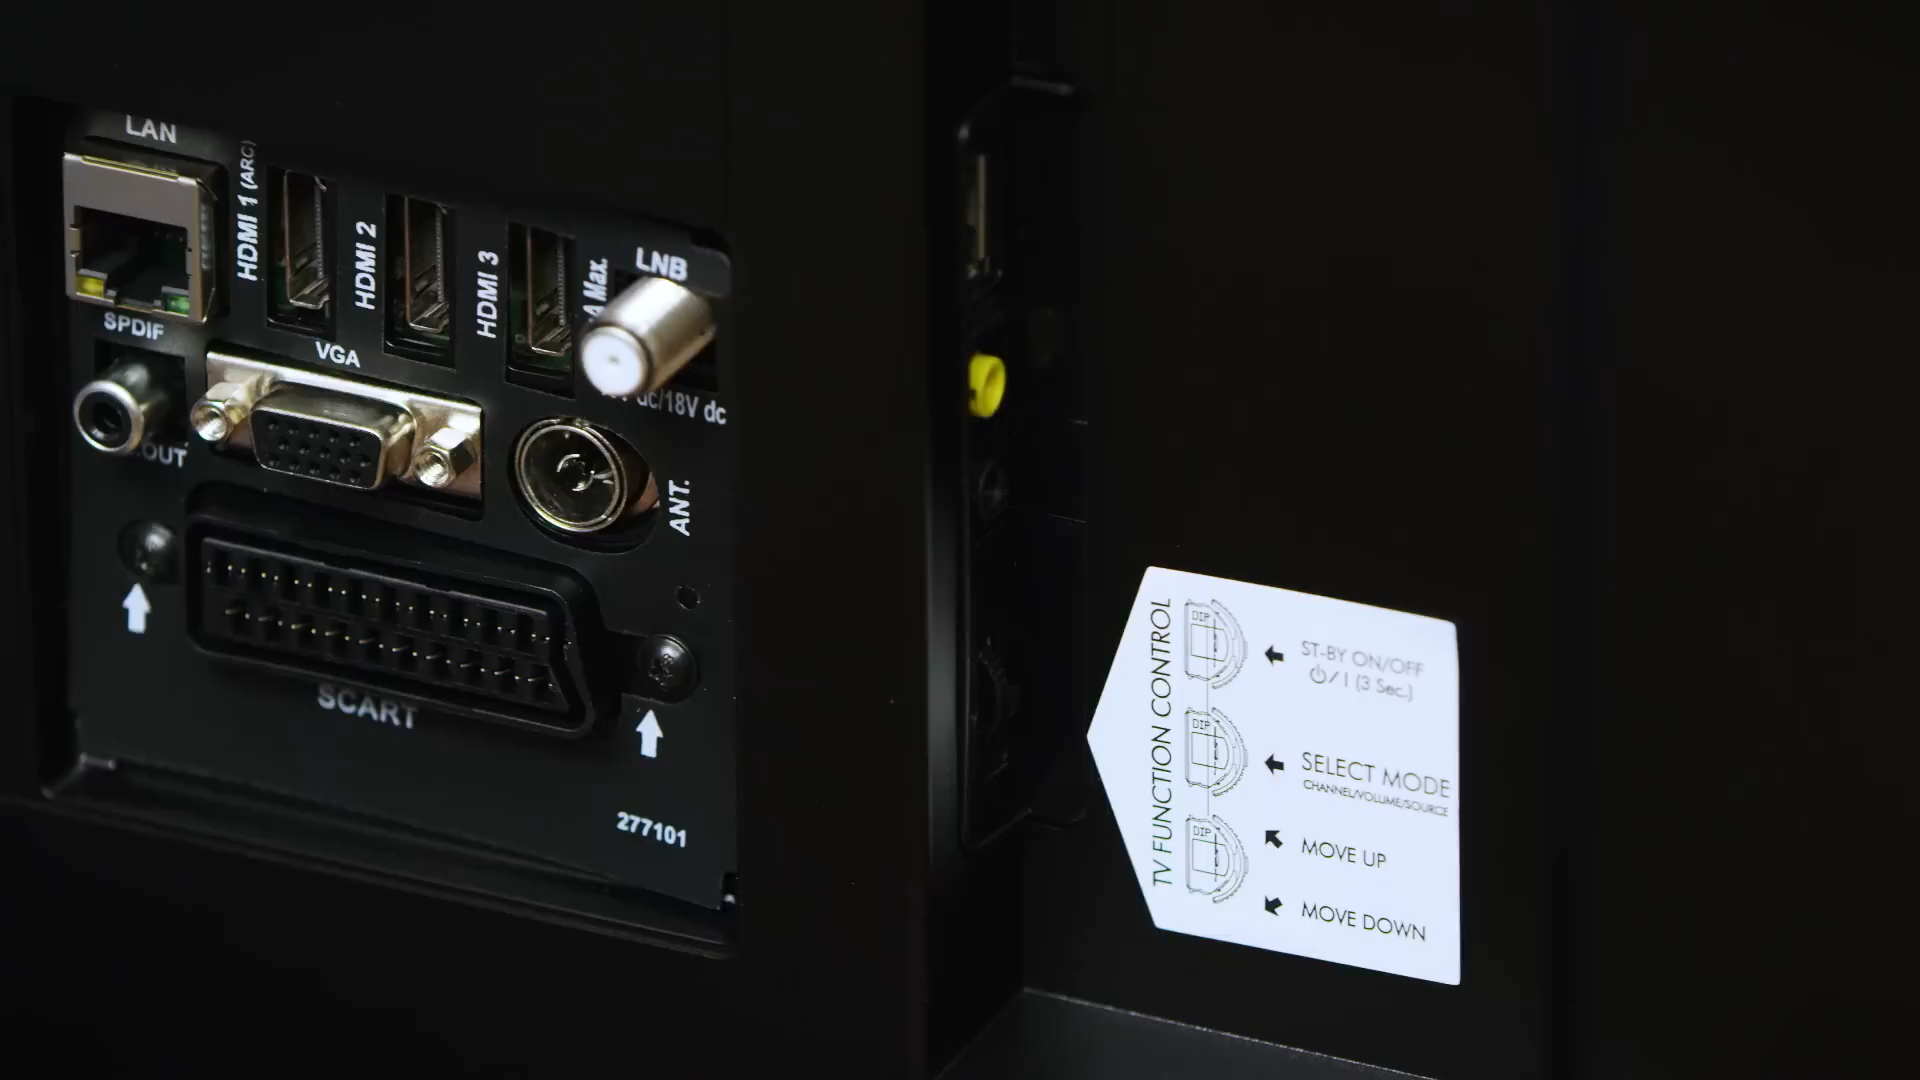 LAN
HDMI 1 (ARC)
HDMI 2
HDMI 3
A Max.
LNB
SPDIF
OUT
VGA
dc/18V dc
ANT.
SCART
277101
TV FUNCTION CONTROL
DIP
ST-BY ON/OFF
⏻/I (3 Sec.)
DIP
SELECT MODE
CHANNEL/VOLUME/SOURCE
DIP
MOVE UP
MOVE DOWN